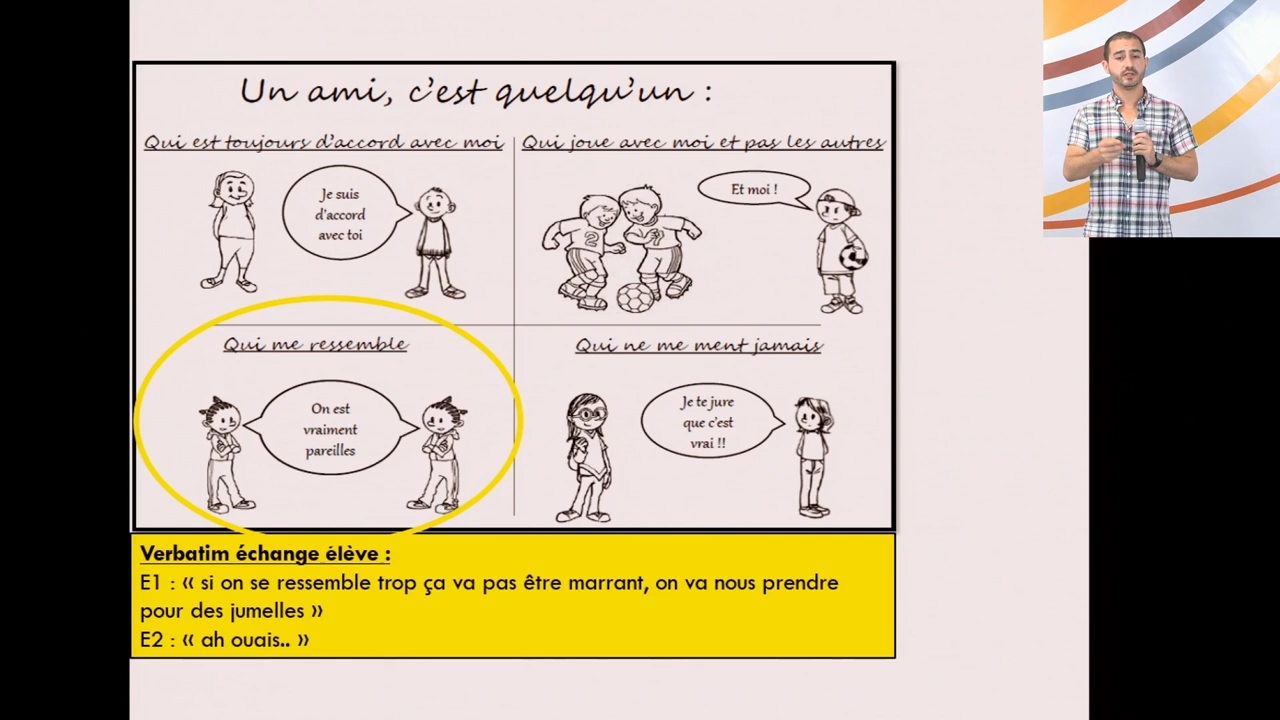 Un ami, c'est quelqu'un :
Qui est toujours d'accord avec moi
Je suis
d'accord
avec toi
Qui joue avec moi et pas les autres
Et moi !
2
Qui me ressemble
On est
vraiment
pareilles
Qui ne me ment jamais
Je te jure
que c'est
vrai !!
Verbatim échange élève :
E1 : « si on se ressemble trop ça va pas être marrant, on va nous prendre
pour des jumelles »
E2 : « ah ouais.. »